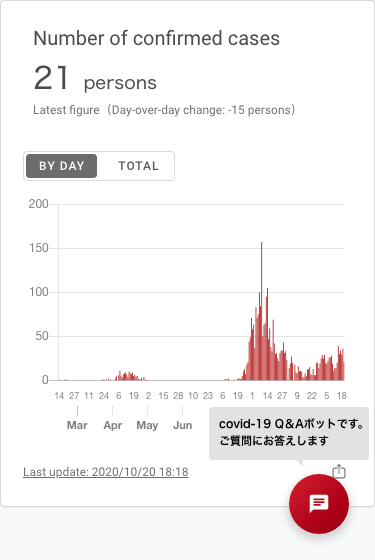 Number of confirmed cases
21 persons
Latest figure（Day-over-day change: -15 persons）
BY DAY TOTAL
200
150
100
50
0
14 27 11 24 6 19 2 15 28 10 23 6 19 1 14 27 9 22 5 18
Mar Apr May Jun
covid-19 Q&Aボットです。
ご質問にお答えします
Last update: 2020/10/20 18:18